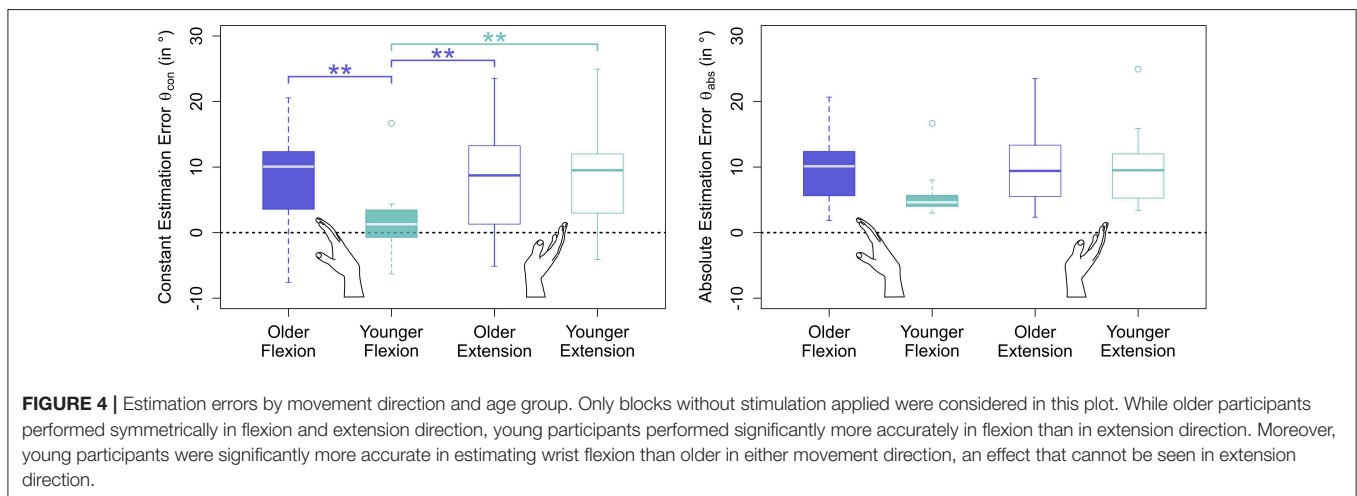 Constant Estimation Error θcon (in °)
30
20
10
0
-10
**
**
**
Older
Flexion
Younger
Flexion
Older
Extension
Younger
Extension
Absolute Estimation Error θabs (in °)
30
20
10
0
-10
Older
Flexion
Younger
Flexion
Older
Extension
Younger
Extension
FIGURE 4 | Estimation errors by movement direction and age group. Only blocks without stimulation applied were considered in this plot. While older participants
performed symmetrically in flexion and extension direction, young participants performed significantly more accurately in flexion than in extension direction. Moreover,
young participants were significantly more accurate in estimating wrist flexion than older in either movement direction, an effect that cannot be seen in extension
direction.